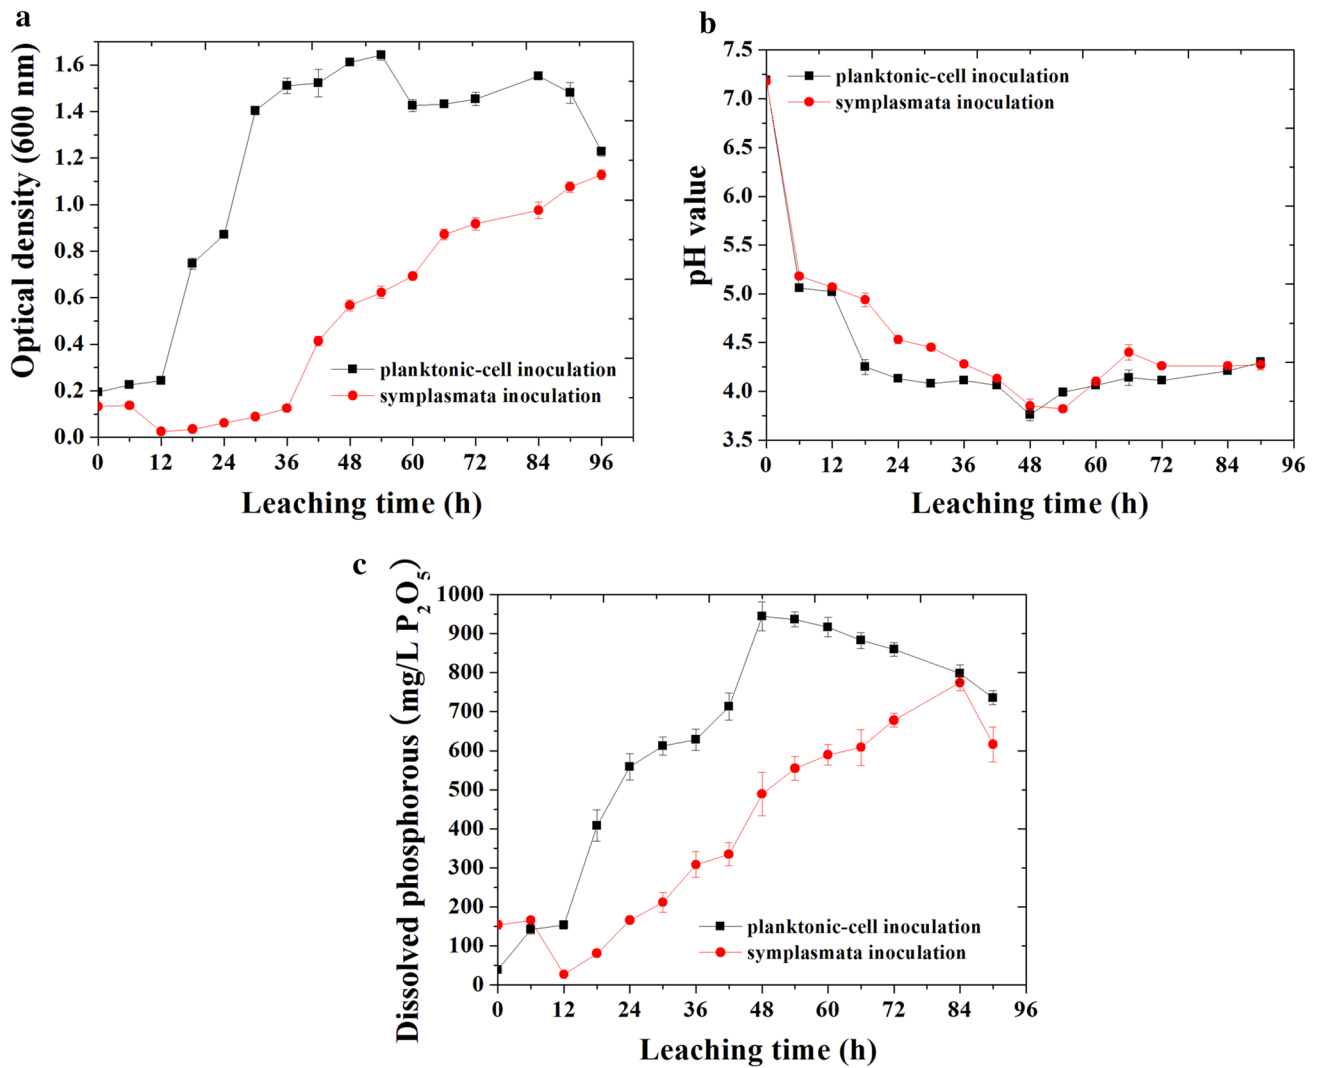 a
Optical density (600 nm)
1.6
1.4
1.2
1.0
0.8
0.6
0.4
0.2
0.0
0 12 24 36 48 60 72 84 96
Leaching time (h)
planktonic-cell inoculation
symplasmata inoculation
b
pH value
7.5
7.0
6.5
6.0
5.5
5.0
4.5
4.0
3.5
0 12 24 36 48 60 72 84 96
Leaching time (h)
planktonic-cell inoculation
symplasmata inoculation
c
Dissolved phosphorous (mg/L P2O5)
1000
900
800
700
600
500
400
300
200
100
0
0 12 24 36 48 60 72 84 96
Leaching time (h)
planktonic-cell inoculation
symplasmata inoculation